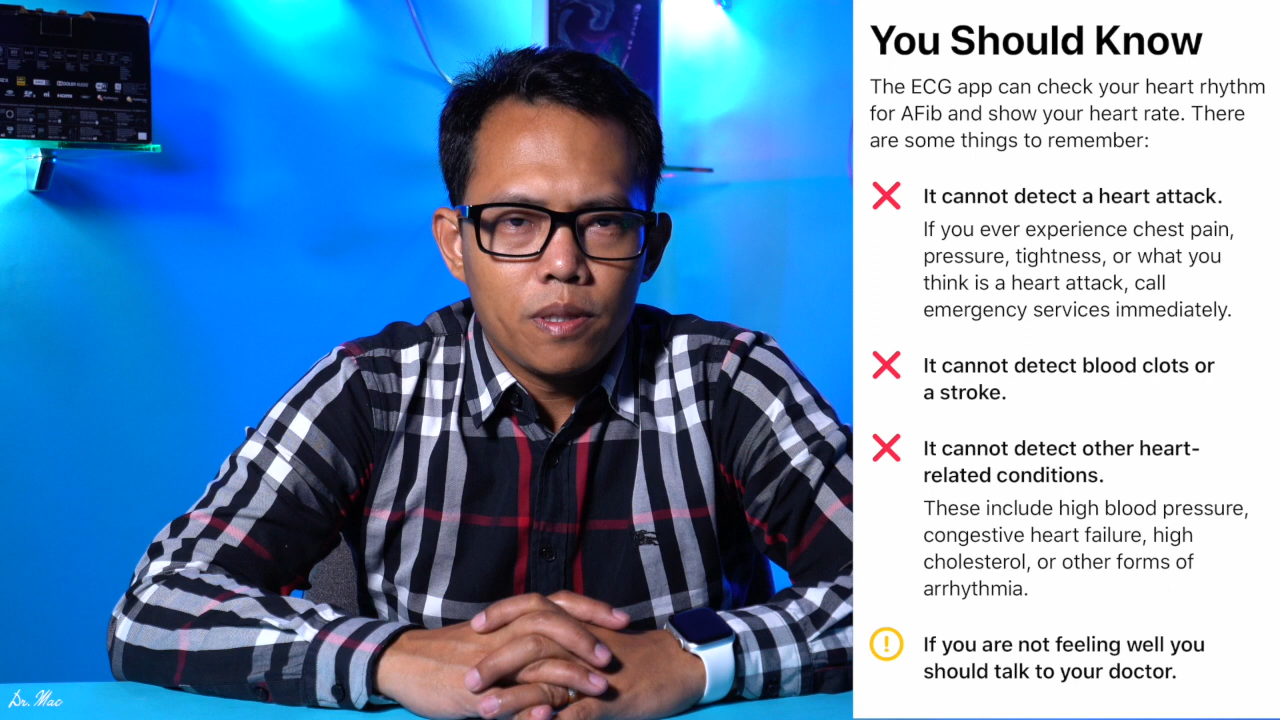 You Should Know
The ECG app can check your heart rhythm
for AFib and show your heart rate. There
are some things to remember:
It cannot detect a heart attack.
If you ever experience chest pain,
pressure, tightness, or what you
think is a heart attack, call
emergency services immediately.
It cannot detect blood clots or
a stroke.
It cannot detect other heart-
related conditions.
These include high blood pressure,
congestive heart failure, high
cholesterol, or other forms of
arrhythmia.
If you are not feeling well you
should talk to your doctor.
Dr. Mac